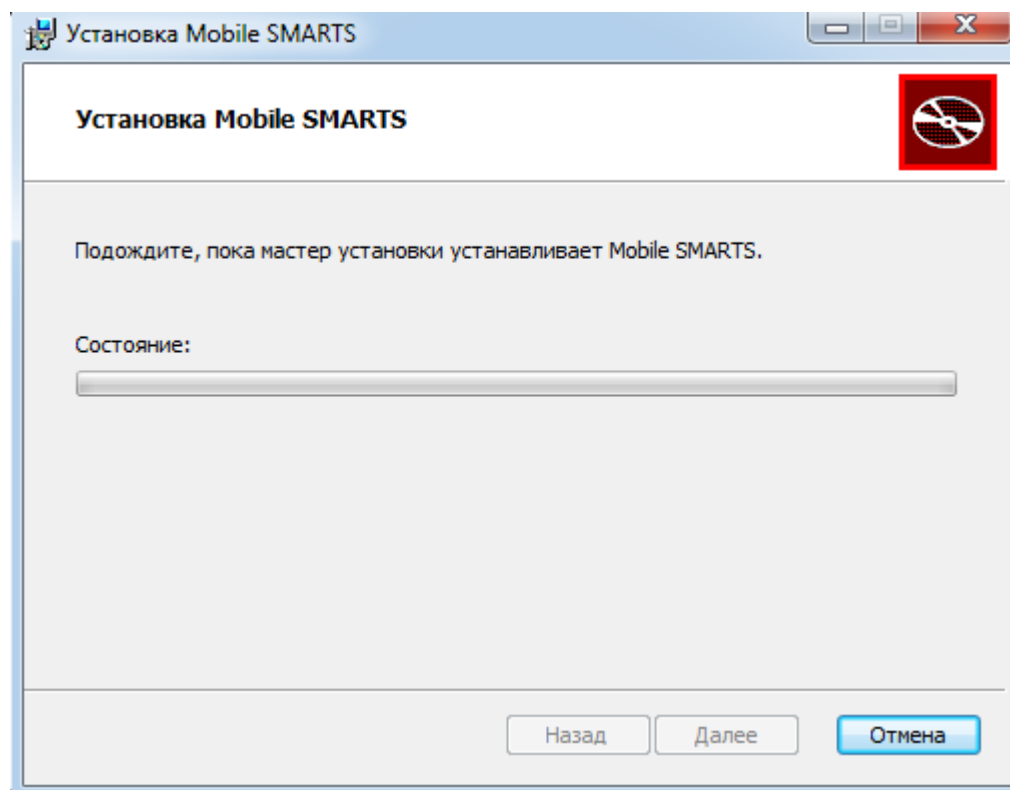 Установка Mobile SMARTS
Установка Mobile SMARTS
Подождите, пока мастер установки устанавливает Mobile SMARTS.
Состояние:
Назад Далее Отмена